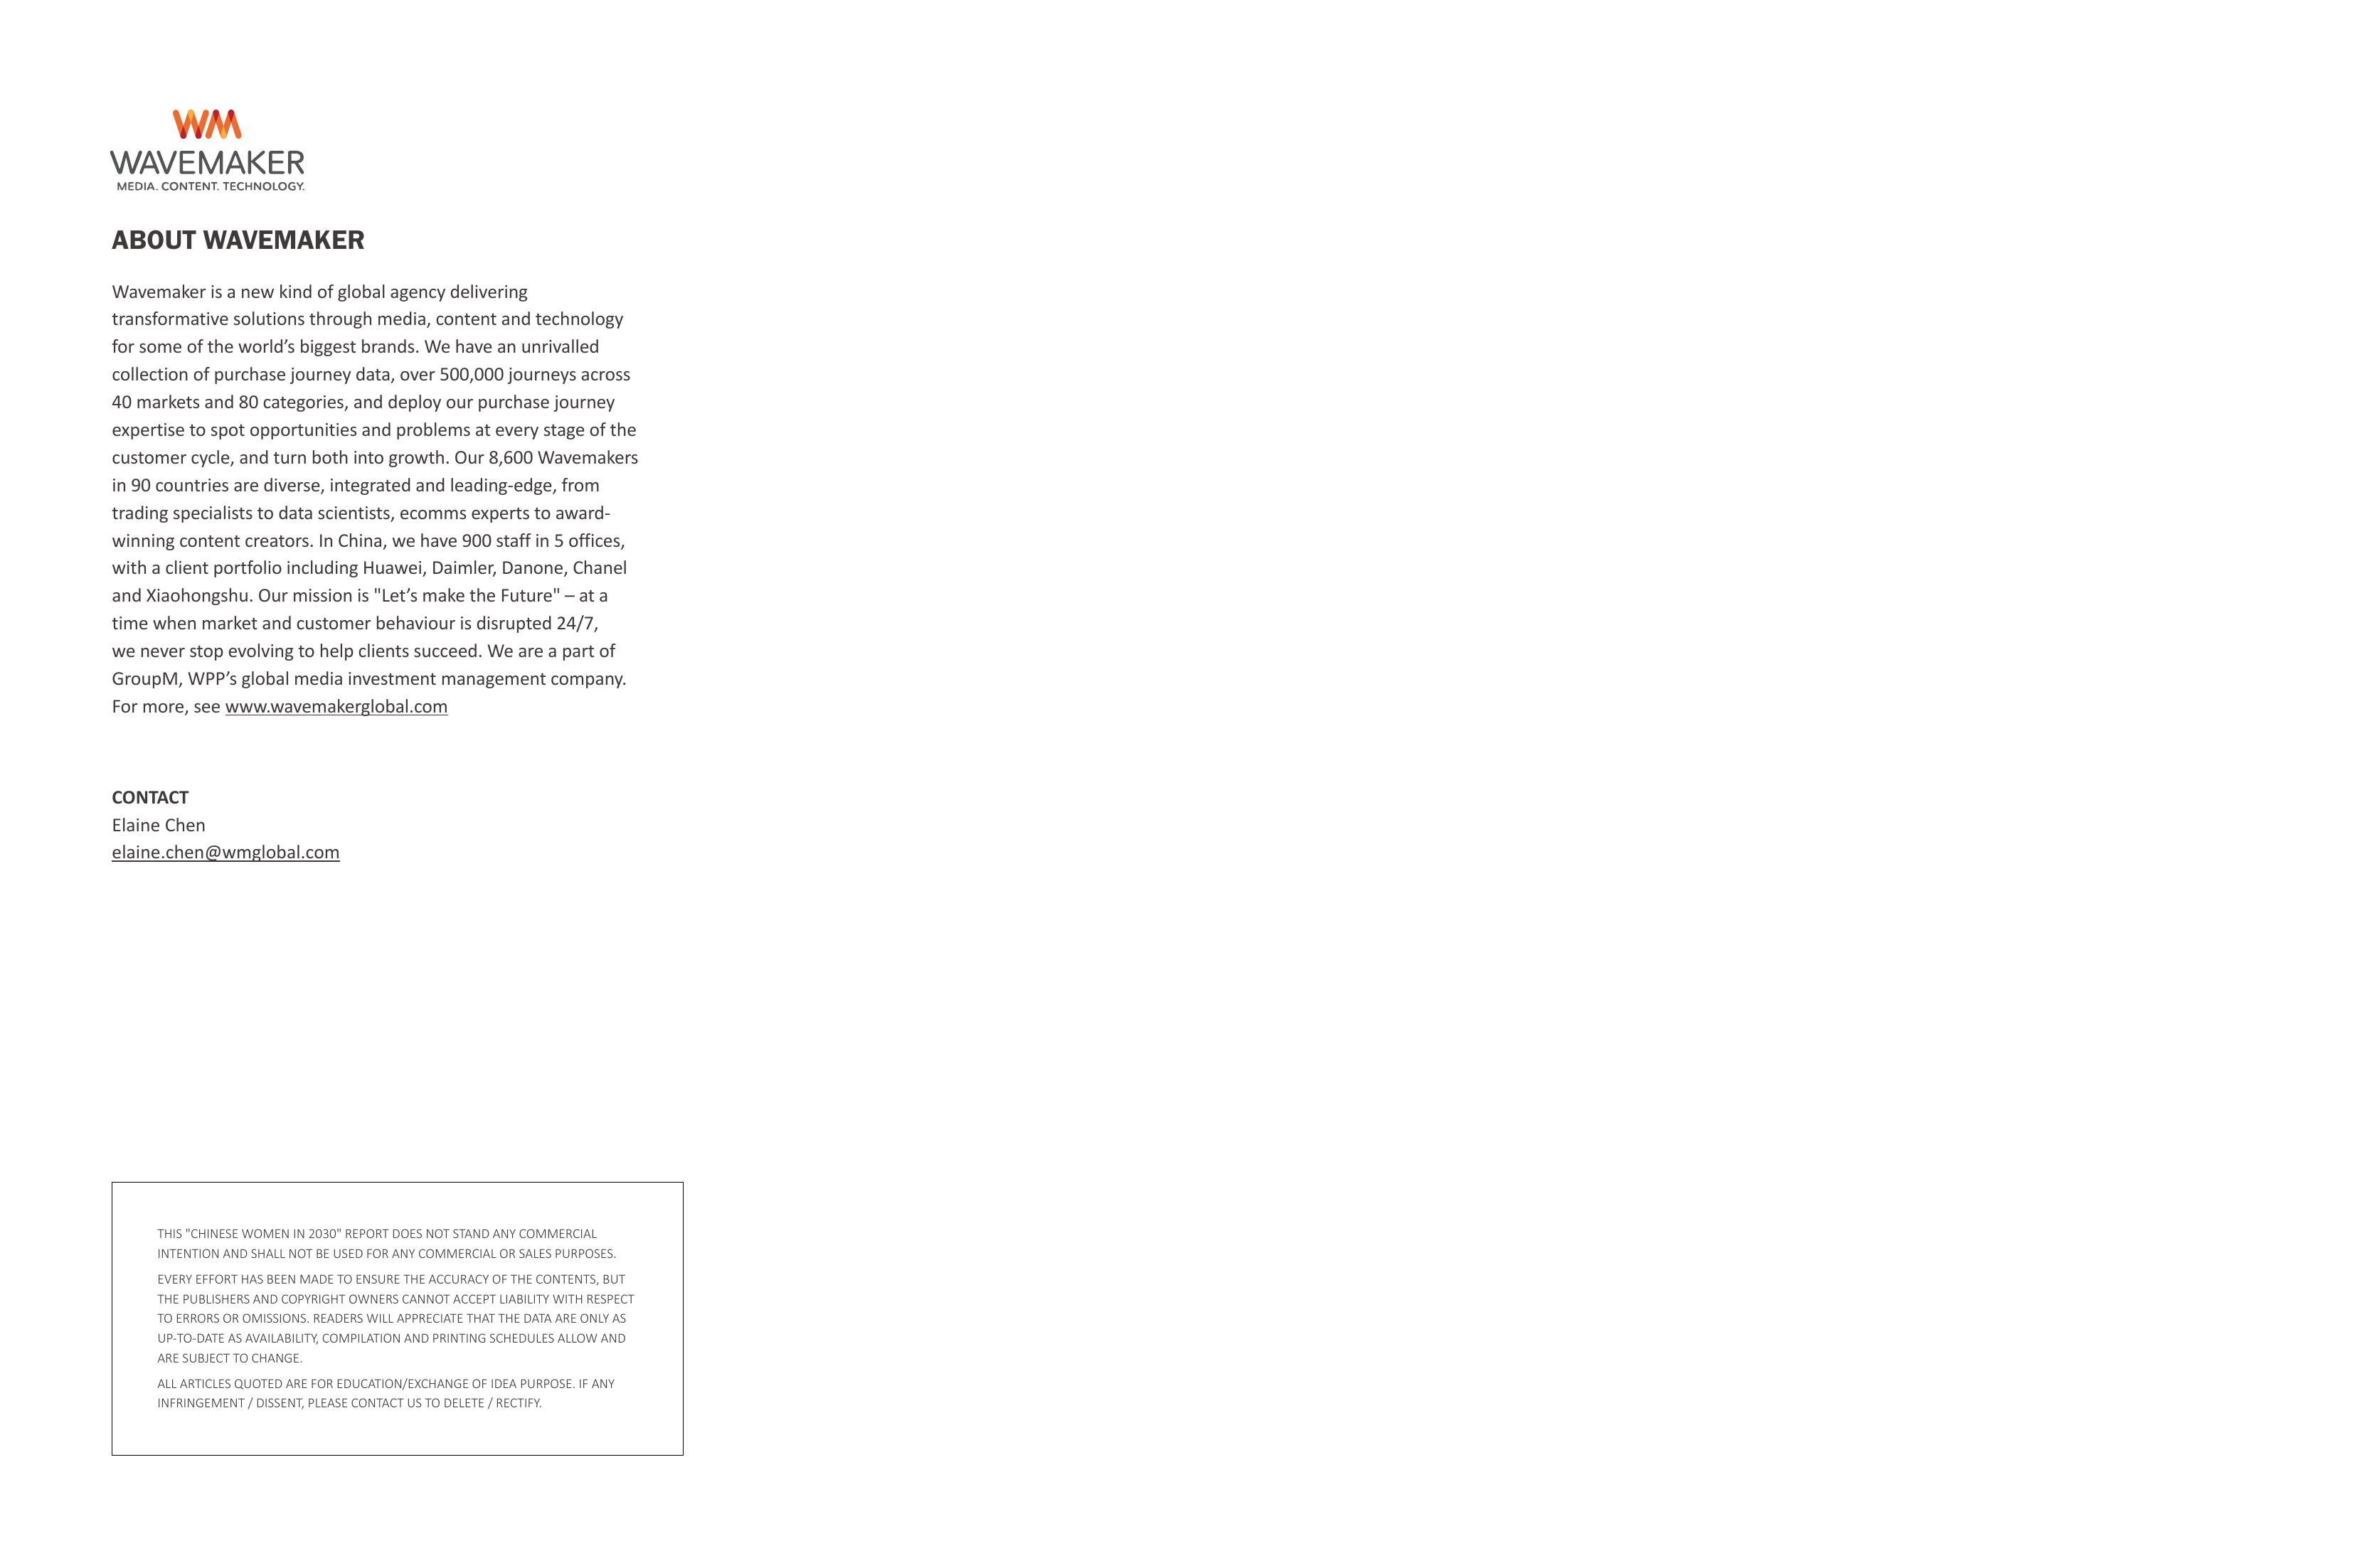 WM
WAVEMAKER
MEDIA. CONTENT. TECHNOLOGY.
ABOUT WAVEMAKER
Wavemaker is a new kind of global agency delivering
transformative solutions through media, content and technology
for some of the world’s biggest brands. We have an unrivalled
collection of purchase journey data, over 500,000 journeys across
40 markets and 80 categories, and deploy our purchase journey
expertise to spot opportunities and problems at every stage of the
customer cycle, and turn both into growth. Our 8,600 Wavemakers
in 90 countries are diverse, integrated and leading-edge, from
trading specialists to data scientists, ecomms experts to award-
winning content creators. In China, we have 900 staff in 5 offices,
with a client portfolio including Huawei, Daimler, Danone, Chanel
and Xiaohongshu. Our mission is "Let’s make the Future" – at a
time when market and customer behaviour is disrupted 24/7,
we never stop evolving to help clients succeed. We are a part of
GroupM, WPP’s global media investment management company.
For more, see www.wavemakerglobal.com
CONTACT
Elaine Chen
elaine.chen@wmglobal.com
THIS "CHINESE WOMEN IN 2030" REPORT DOES NOT STAND ANY COMMERCIAL
INTENTION AND SHALL NOT BE USED FOR ANY COMMERCIAL OR SALES PURPOSES.
EVERY EFFORT HAS BEEN MADE TO ENSURE THE ACCURACY OF THE CONTENTS, BUT
THE PUBLISHERS AND COPYRIGHT OWNERS CANNOT ACCEPT LIABILITY WITH RESPECT
TO ERRORS OR OMISSIONS. READERS WILL APPRECIATE THAT THE DATA ARE ONLY AS
UP-TO-DATE AS AVAILABILITY, COMPILATION AND PRINTING SCHEDULES ALLOW AND
ARE SUBJECT TO CHANGE.
ALL ARTICLES QUOTED ARE FOR EDUCATION/EXCHANGE OF IDEA PURPOSE. IF ANY
INFRINGEMENT / DISSENT, PLEASE CONTACT US TO DELETE / RECTIFY.